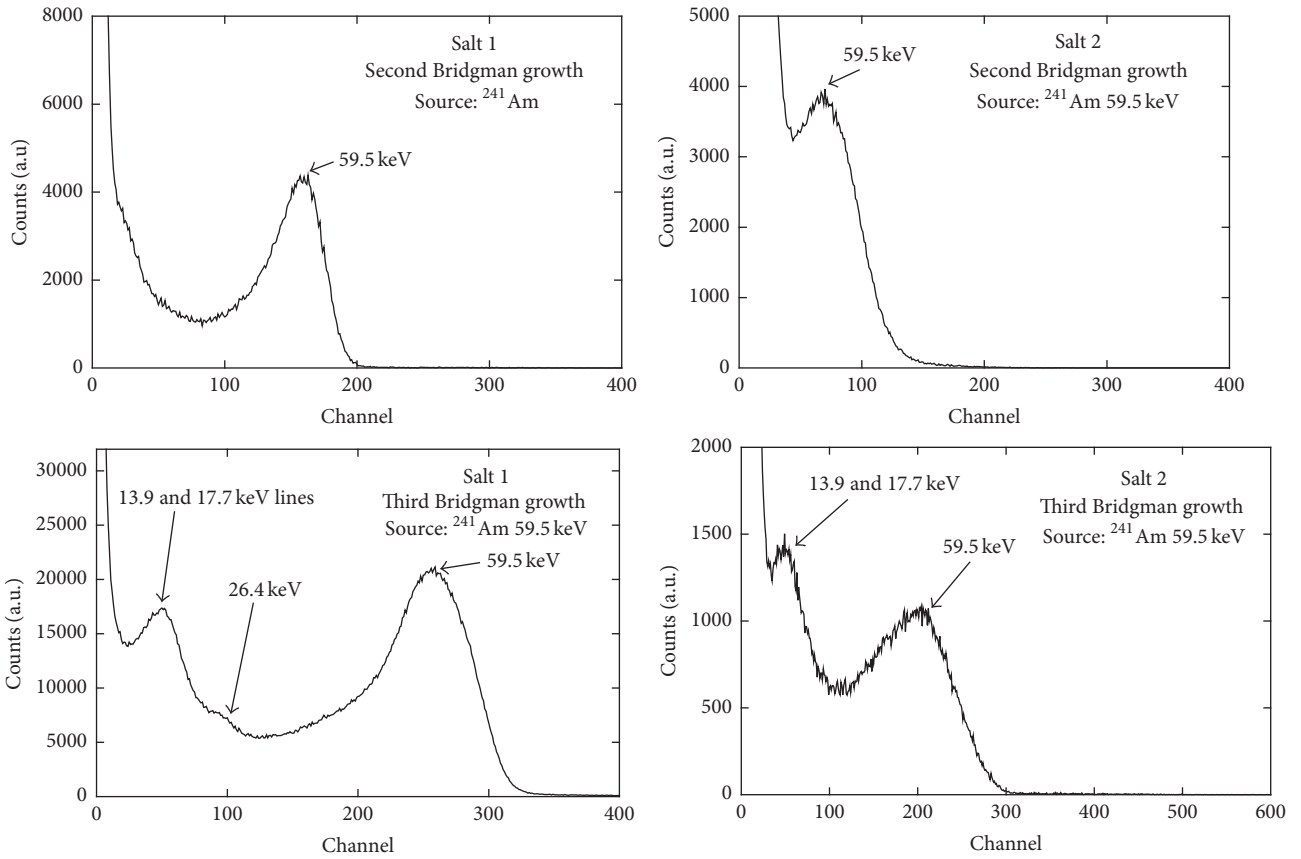 8000
6000
4000
2000
0
0 100 200 300 400
Channel
Counts (a.u)
Salt 1
Second Bridgman growth
Source: ²⁴¹Am
59.5 keV
5000
4000
3000
2000
1000
0
0 100 200 300 400
Channel
Counts (a.u.)
59.5 keV
Salt 2
Second Bridgman growth
Source: ²⁴¹Am 59.5 keV
30000
25000
20000
15000
10000
5000
0
0 100 200 300 400
Channel
Counts (a.u.)
13.9 and 17.7 keV lines
26.4 keV
Salt 1
Third Bridgman growth
Source: ²⁴¹Am 59.5 keV
59.5 keV
2000
1500
1000
500
0
0 100 200 300 400 500 600
Channel
Counts (a.u.)
13.9 and 17.7 keV
59.5 keV
Salt 2
Third Bridgman growth
Source: ²⁴¹Am 59.5 keV